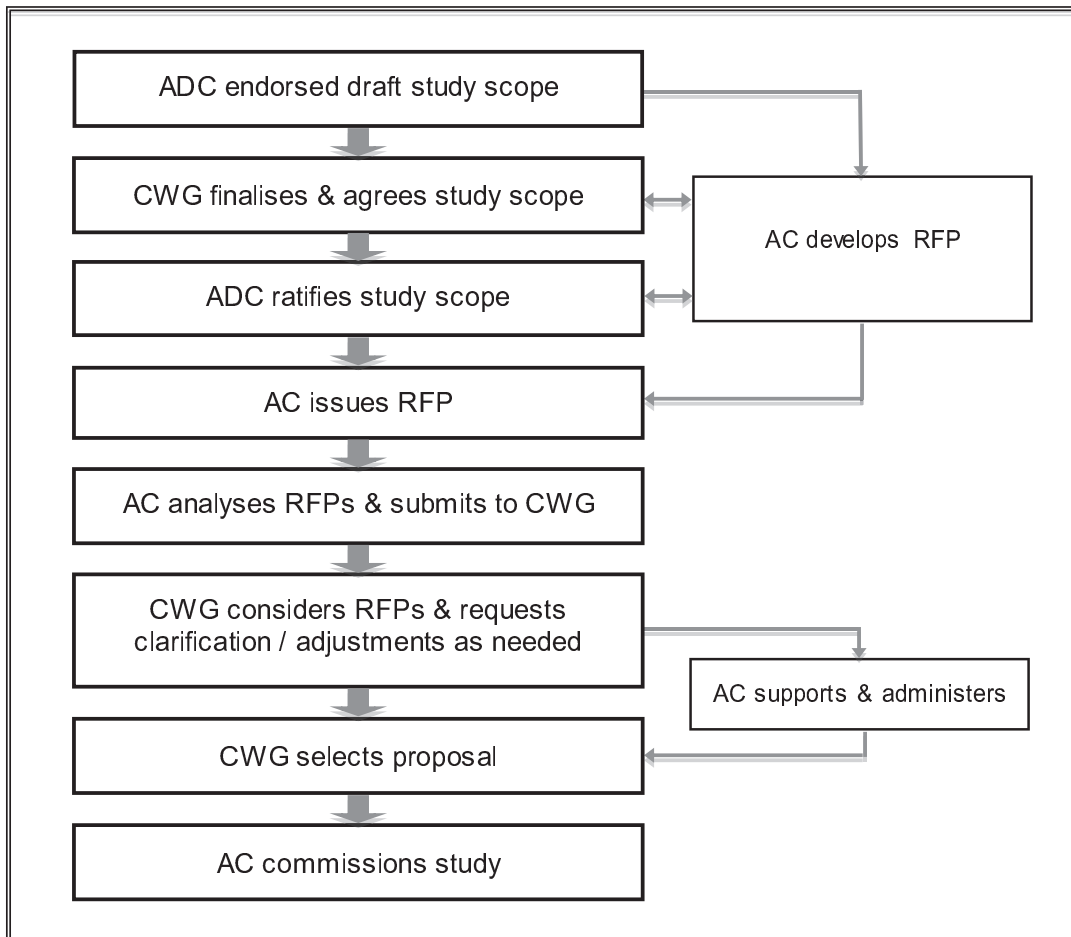 ADC endorsed draft study scope
CWG finalises & agrees study scope
AC develops RFP
ADC ratifies study scope
AC issues RFP
AC analyses RFPs & submits to CWG
CWG considers RFPs & requests
clarification / adjustments as needed
AC supports & administers
CWG selects proposal
AC commissions study